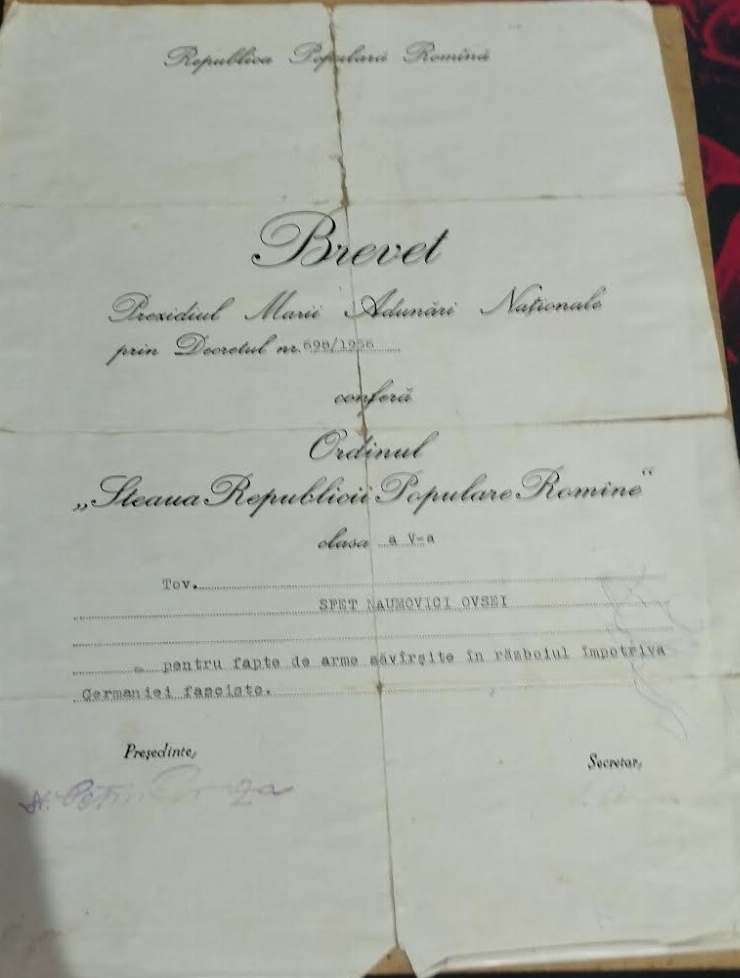 Republica Populară Romînă
Brevet
Prezidiul Marii Adunări Naționale
prin Decretul nr. 698/1956
conferă
Ordinul
„Steaua Republicii Populare Romîne“
clasa a V-a
Tov.
SFET NAUMOVICI OVSEI
pentru fapte de arme săvîrşite în războiul împotriva
Germaniei fasciste.
Preşedinte,
Secretar,